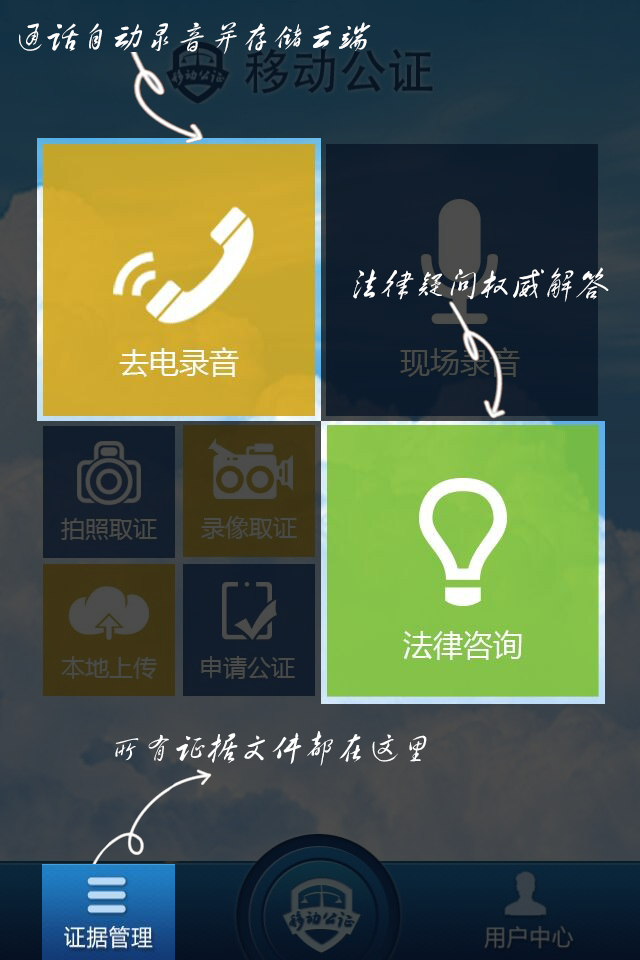 通话自动录音并存储云端
移动公证
移动公证
去电录音
法律疑问权威解答
现场录音
拍照取证
录像取证
法律咨询
本地上传
申请公证
所有证据文件都在这里
证据管理
移动公证
用户中心